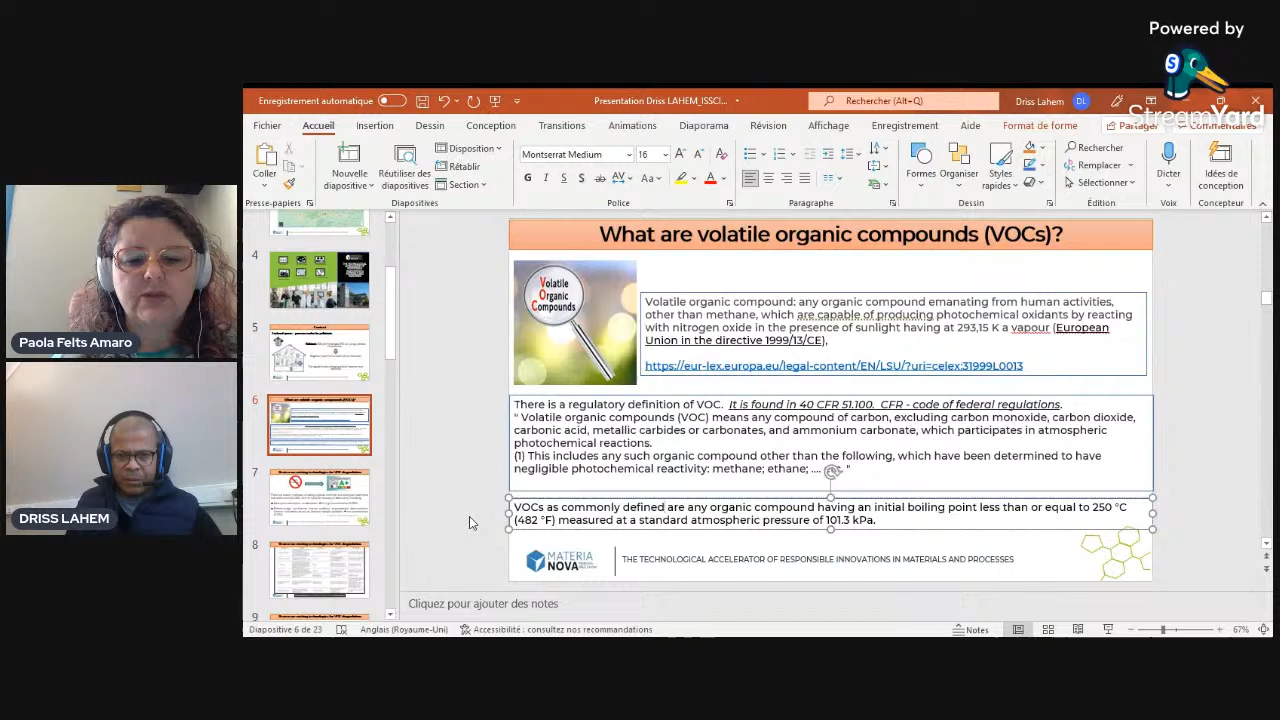 Powered by
StreamYard
Enregistrement automatique
Presentation Driss LAHEM_ISSCI...
Rechercher (Alt+Q)
Driss Lahem
DL
Fichier
Accueil
Insertion
Dessin
Conception
Transitions
Animations
Diaporama
Révision
Affichage
Enregistrement
Aide
Format de forme
Partager
Commentaires
Coller
Nouvelle
diapositive
Réutiliser des
diapositives
Disposition
Rétablir
Section
Montserrat Medium
16
Formes
Organiser
Styles
rapides
Rechercher
Remplacer
Sélectionner
Dicter
Idées de
conception
Presse-papiers
Diapositives
Police
Paragraphe
Dessin
Édition
Voix
Concepteur
4
5
6
7
8
9
What are volatile organic compounds (VOCs)?
Volatile
Organic
Compounds
Volatile organic compound: any organic compound emanating from human activities,
other than methane, which are capable of producing photochemical oxidants by reacting
with nitrogen oxides in the presence of sunlight having at 293,15 K a vapour (European
Union in the directive 1999/13/CE),
https://eur-lex.europa.eu/legal-content/EN/LSU/?uri=celex:31999L0013
There is a regulatory definition of VOC. It is found in 40 CFR 51.100. CFR - code of federal regulations.
" Volatile organic compounds (VOC) means any compound of carbon, excluding carbon monoxide, carbon dioxide,
carbonic acid, metallic carbides or carbonates, and ammonium carbonate, which participates in atmospheric
photochemical reactions.
(1) This includes any such organic compound other than the following, which have been determined to have
negligible photochemical reactivity: methane; ethane; .... "
VOCs are commonly defined are any organic compound having an initial boiling point less than or equal to 250 °C
(482 °F) measured at a standard atmospheric pressure of 101.3 kPa.
MATERIA
NOVA
THE TECHNOLOGICAL ACCELERATOR FOR RESPONSIBLE INNOVATIONS IN MATERIALS AND PROCESSES
Cliquez pour ajouter des notes
Diapositive 6 de 23
Anglais (Royaume-Uni)
Accessibilité : consultez nos recommandations
Notes
67%
Paola Felts Amaro
DRISS LAHEM